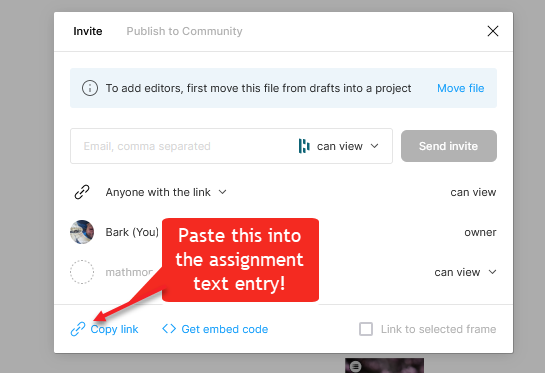 Invite Publish to Community
To add editors, first move this file from drafts into a project Move file
Email, comma separated can view Send invite
Anyone with the link can view
Bark (You) owner
can view
Paste this into
the assignment
text entry!
Copy link Get embed code Link to selected frame